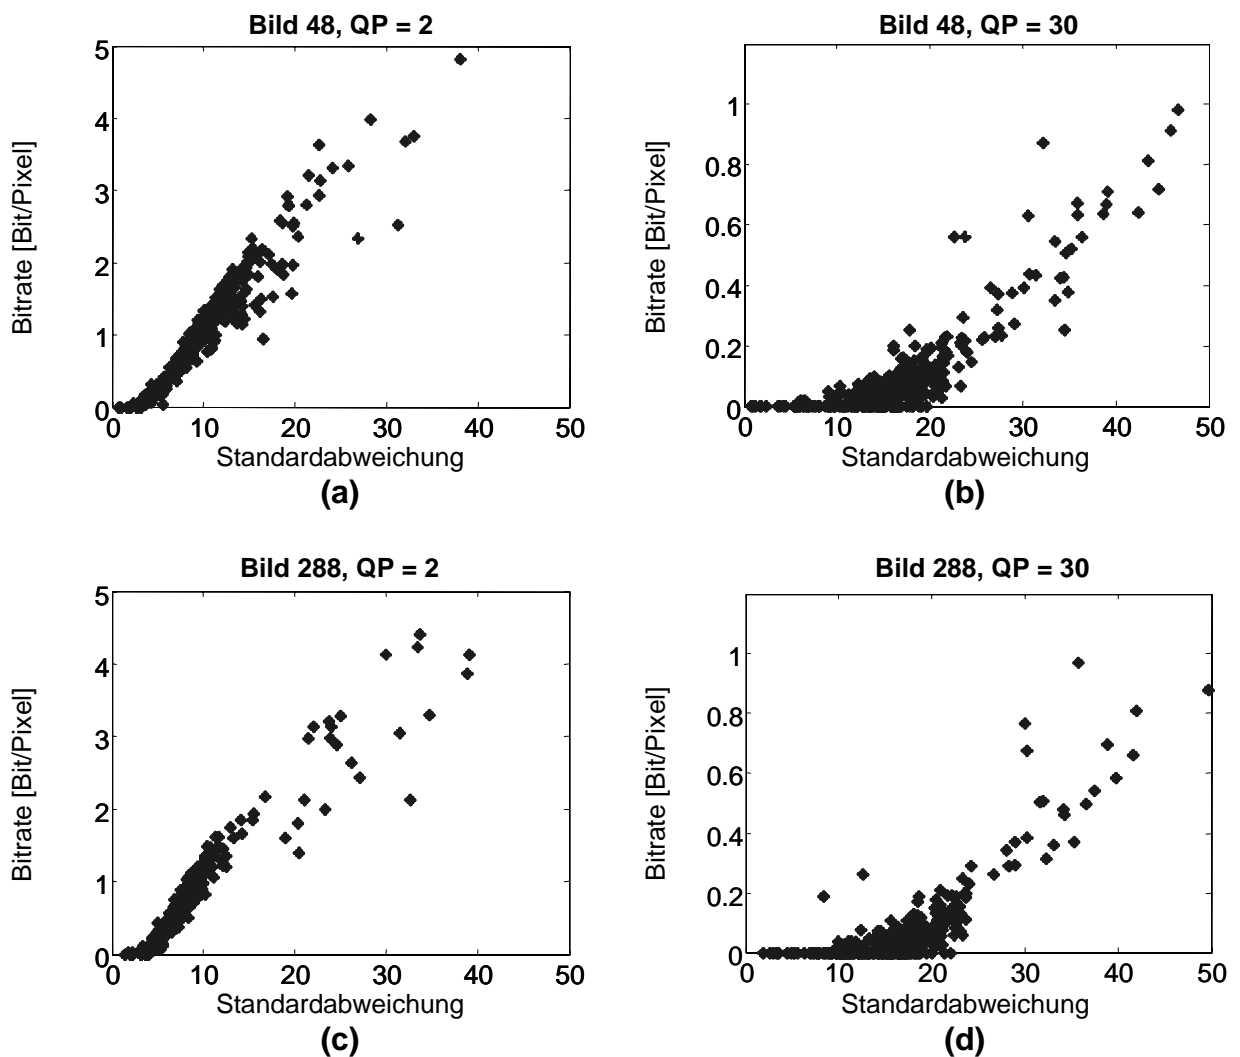 Bild 48, QP = 2
Bitrate [Bit/Pixel]
5
4
3
2
1
0
0 10 20 30 40 50
Standardabweichung
(a)
Bild 48, QP = 30
Bitrate [Bit/Pixel]
1
0.8
0.6
0.4
0.2
0
0 10 20 30 40 50
Standardabweichung
(b)
Bild 288, QP = 2
Bitrate [Bit/Pixel]
5
4
3
2
1
0
0 10 20 30 40 50
Standardabweichung
(c)
Bild 288, QP = 30
Bitrate [Bit/Pixel]
1
0.8
0.6
0.4
0.2
0
0 10 20 30 40 50
Standardabweichung
(d)